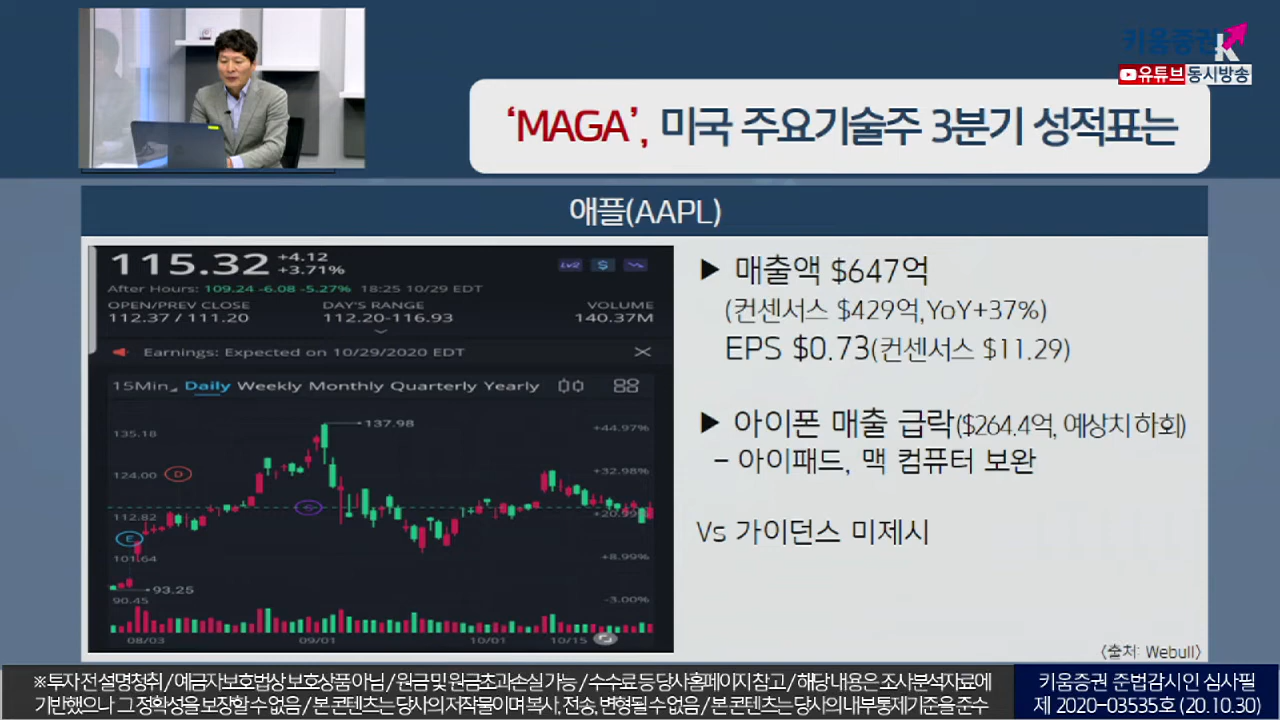 키움증권
유튜브 동시방송
‘MAGA’, 미국 주요기술주 3분기 성적표는
애플(AAPL)
115.32 +4.12
+3.71%
LvL2 $
After Hours: 109.24 -6.08 -5.27% 18:25 10/29 EDT
OPEN/PREV CLOSE DAY'S RANGE VOLUME
112.37 / 111.20 112.20-116.93 140.37M
Earnings: Expected on 10/29/2020 EDT
15Min Daily Weekly Monthly Quarterly Yearly
137.98
135.18 +44.97%
124.00 D +32.98%
S
112.82 +20.99%
E
101.64 +8.99%
93.25
90.45 -3.00%
08/03 09/01 10/01 10/15
▶ 매출액 $647억
(컨센서스 $429억,YoY+37%)
EPS $0.73(컨센서스 $11.29)
▶ 아이폰 매출 급락($264.4억, 예상치 하회)
– 아이패드, 맥 컴퓨터 보완
Vs 가이던스 미제시
〈출처: Webull〉
※ 투자 전 설명청취 / 예금자보호법상 보호상품 아님 / 원금 및 원금초과손실 가능 / 수수료 등 당사홈페이지 참고 / 해당 내용은 조사분석자료에
기반했으나 그 정확성을 보장할 수 없음 / 본 콘텐츠는 당사의 저작물이며 복사, 전송, 변형될 수 없음 / 본 콘텐츠는 당사의 내부통제기준을 준수
키움증권 준법감시인 심사필
제 2020-03535호 (20.10.30)